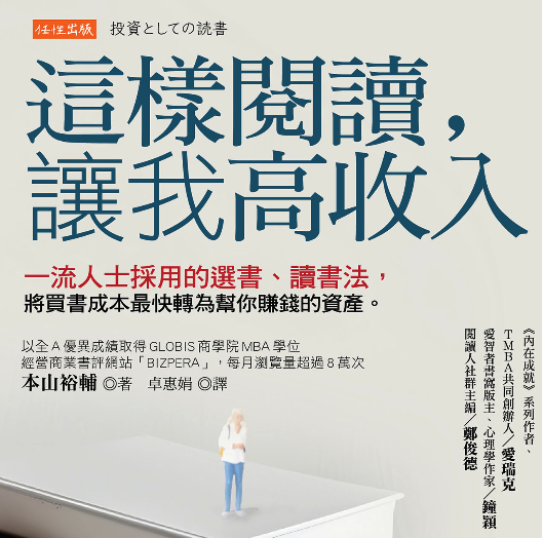 任性出版 投資としての読書
這樣閱讀，
讓我高收入
一流人士採用的選書、讀書法，
將買書成本最快轉為幫你賺錢的資產。
以全A優異成績取得GLOBIS商學院MBA學位
經營商業書評網站「BIZPERA」，每月瀏覽量超過8萬次
本山裕輔◎著 卓惠娟◎譯
《內在成就》系列作者、
TMBA共同創辦人／愛瑞克
愛智者書窩版主、心理學作家／鐘穎
閱讀人社群主編／鄭俊德